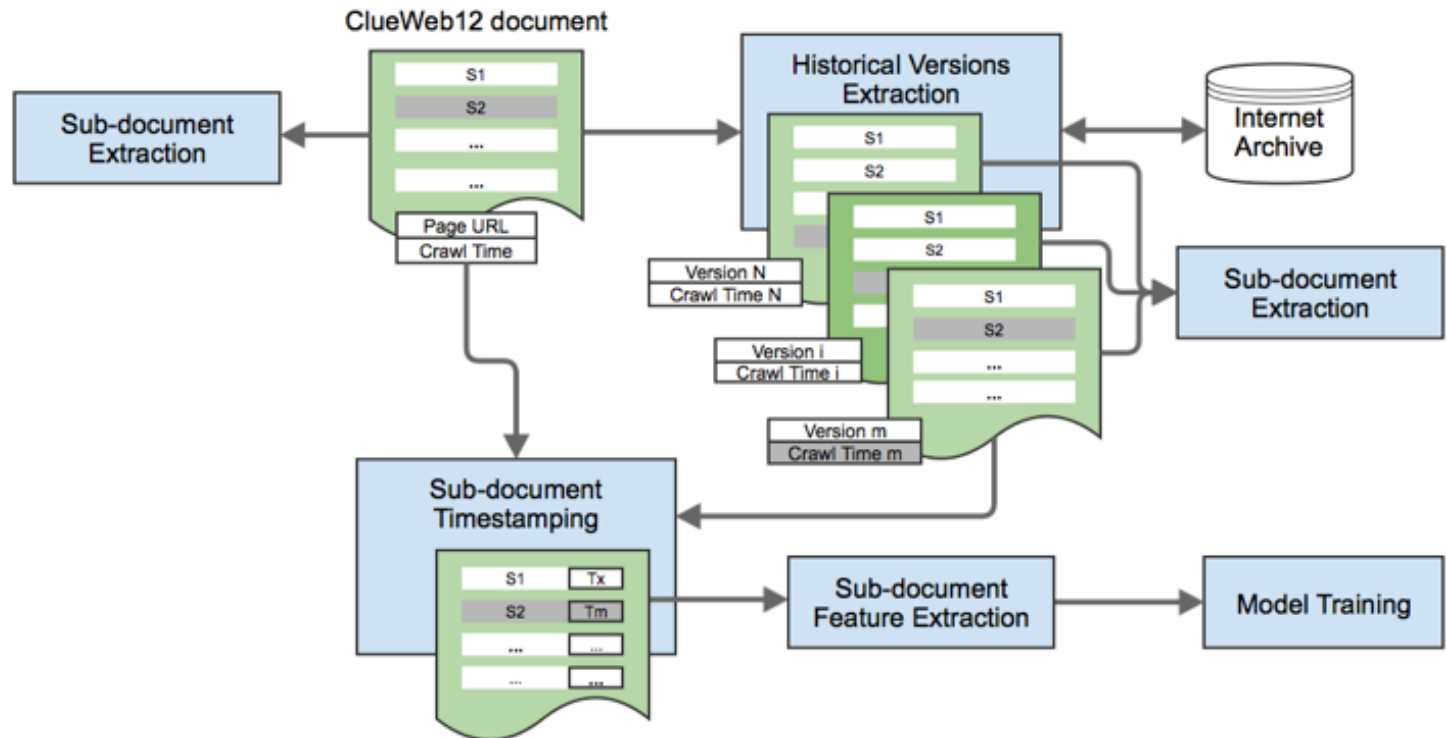 ClueWeb12 document
S1
S2
...
...
Page URL
Crawl Time
Sub-document
Extraction
Historical Versions
Extraction
S1
S2
Version N
Crawl Time N
S1
S2
Version i
Crawl Time i
S1
S2
...
...
Version m
Crawl Time m
Internet
Archive
Sub-document
Extraction
Sub-document
Timestamping
S1 Tx
S2 Tm
... ...
... ...
Sub-document
Feature Extraction
Model Training